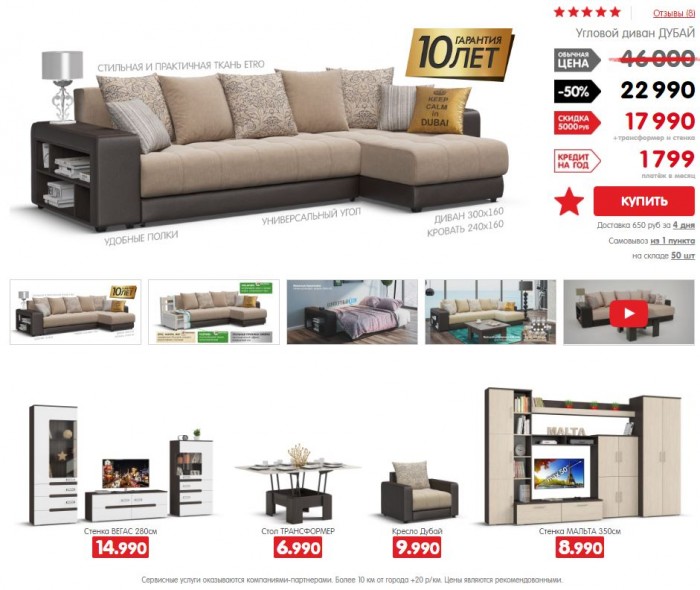 Отзывы (8)
Угловой диван ДУБАЙ
СТИЛЬНАЯ И ПРАКТИЧНАЯ ТКАНЬ ETRO
10 ГАРАНТИЯ
ЛЕТ
ОБЫЧНАЯ
ЦЕНА
46 000
-50%
22 990
СКИДКА
5000 РУБ
17 990
+трансформер и стенка
КРЕДИТ
НА ГОД
1799
платёж в месяц
КУПИТЬ
Доставка 650 руб за 4 дня
Самовывоз из 1 пункта
на складе 50 шт
KEEP
CALM
in
DUBAI
УДОБНЫЕ ПОЛКИ
УНИВЕРСАЛЬНЫЙ УГОЛ
ДИВАН 300x160
КРОВАТЬ 240x160
10 ЛЕТ
MALTA
Стенка ВЕГАС 280см
14.990
Стол ТРАНСФОРМЕР
6.990
Кресло Дубай
9.990
Стенка МАЛЬТА 350см
8.990
Сервисные услуги оказываются компаниями-партнерами. Более 10 км от города +20 р/км. Цены являются рекомендованными.